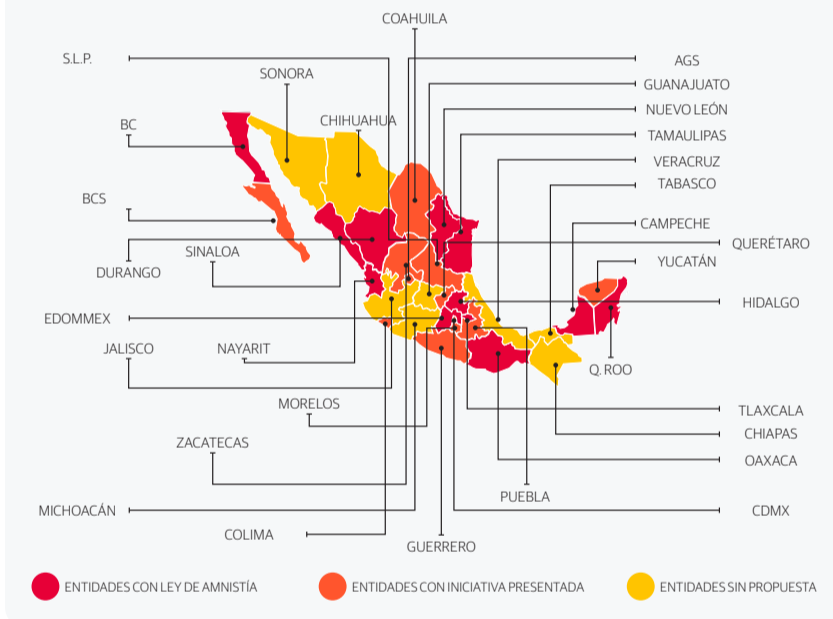 COAHUILA
S.L.P.
AGS
SONORA
GUANAJUATO
NUEVO LEÓN
CHIHUAHUA
BC
TAMAULIPAS
VERACRUZ
TABASCO
BCS
CAMPECHE
QUERÉTARO
SINALOA
YUCATÁN
DURANGO
HIDALGO
EDOMMEX
JALISCO
NAYARIT
Q. ROO
MORELOS
TLAXCALA
CHIAPAS
ZACATECAS
OAXACA
PUEBLA
MICHOACÁN
CDMX
COLIMA
GUERRERO
ENTIDADES CON LEY DE AMNISTÍA
ENTIDADES CON INICIATIVA PRESENTADA
ENTIDADES SIN PROPUESTA